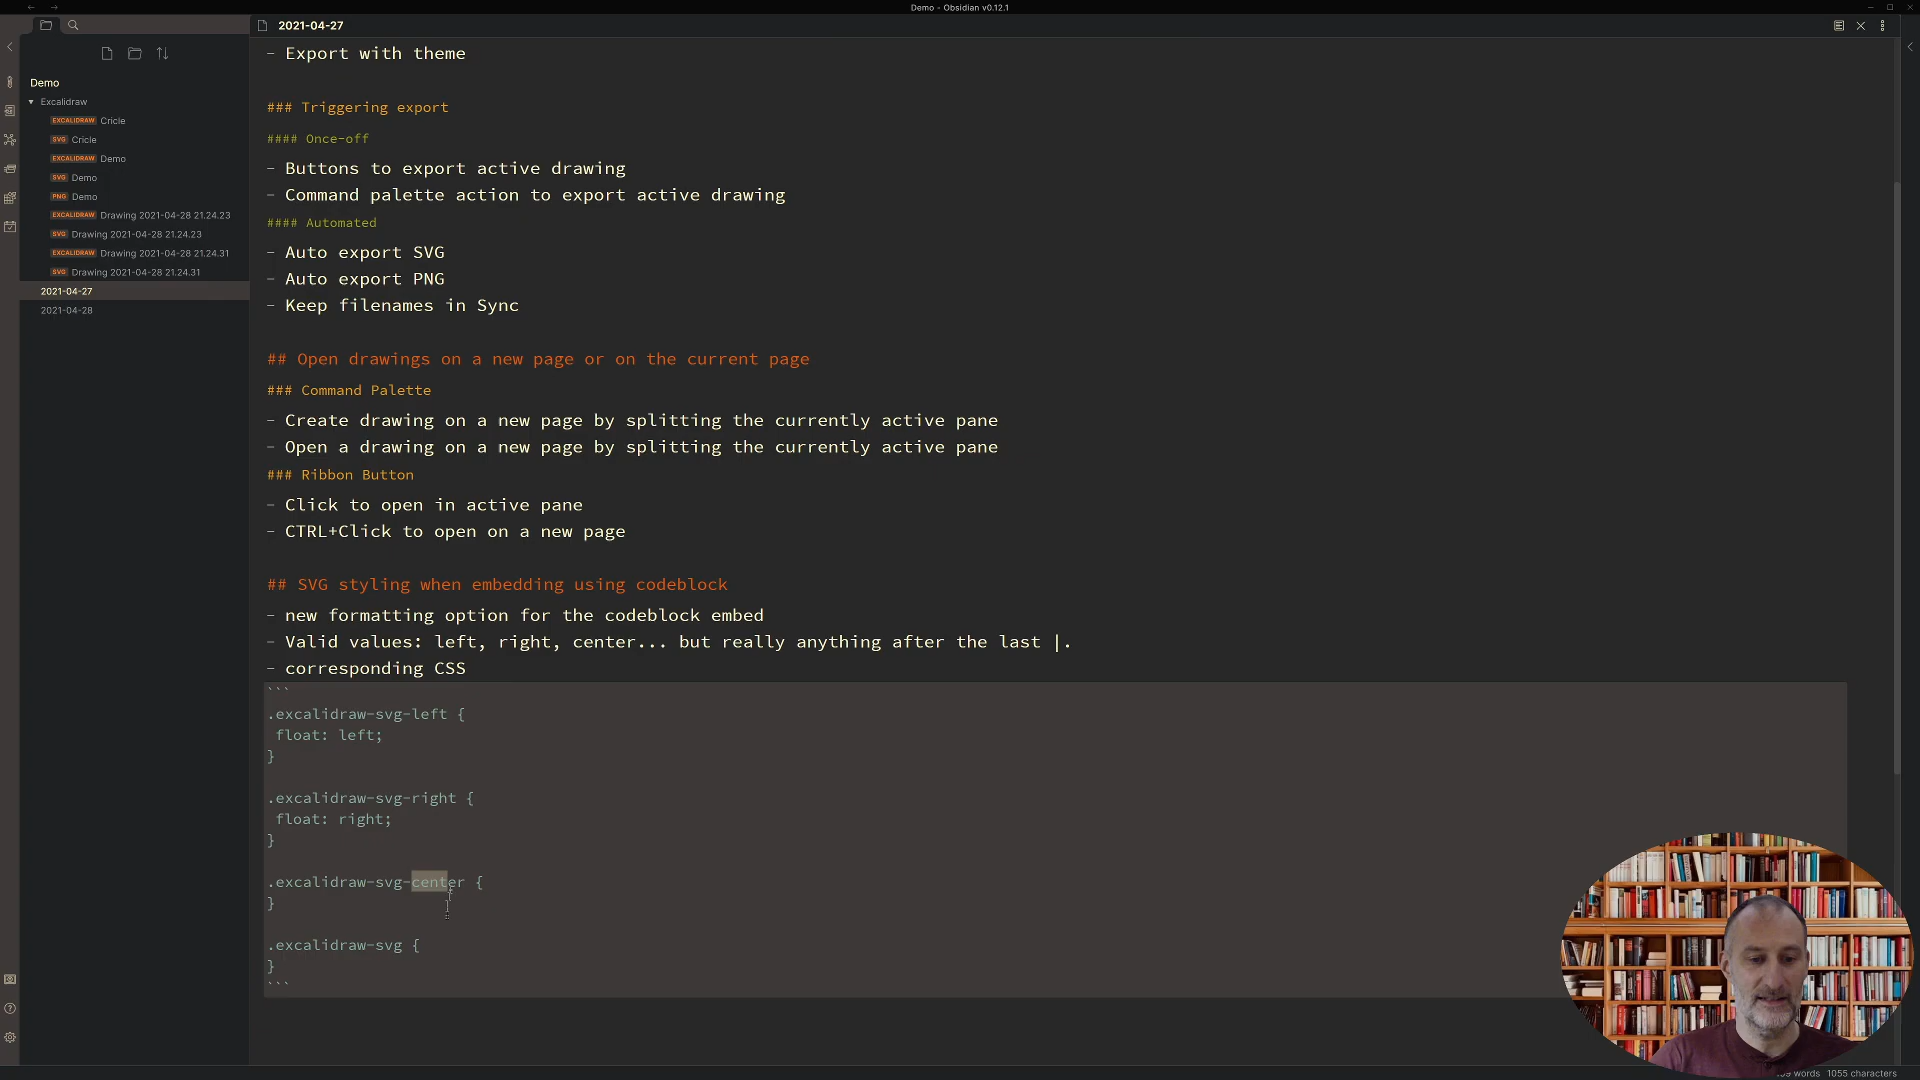 Demo - Obsidian v0.12.1
2021-04-27
Demo
Excalidraw
EXCALIDRAW Cricle
SVG Cricle
EXCALIDRAW Demo
SVG Demo
PNG Demo
EXCALIDRAW Drawing 2021-04-28 21.24.23
SVG Drawing 2021-04-28 21.24.23
EXCALIDRAW Drawing 2021-04-28 21.24.31
SVG Drawing 2021-04-28 21.24.31
2021-04-27
2021-04-28
- Export with theme
### Triggering export
#### Once-off
- Buttons to export active drawing
- Command palette action to export active drawing
#### Automated
- Auto export SVG
- Auto export PNG
- Keep filenames in Sync
## Open drawings on a new page or on the current page
### Command Palette
- Create drawing on a new page by splitting the currently active pane
- Open a drawing on a new page by splitting the currently active pane
### Ribbon Button
- Click to open in active pane
- CTRL+Click to open on a new page
## SVG styling when embedding using codeblock
- new formatting option for the codeblock embed
- Valid values: left, right, center... but really anything after the last |.
- corresponding CSS
```
.excalidraw-svg-left {
float: left;
}
.excalidraw-svg-right {
float: right;
}
.excalidraw-svg-center {
}
.excalidraw-svg {
}
```
words 1055 characters